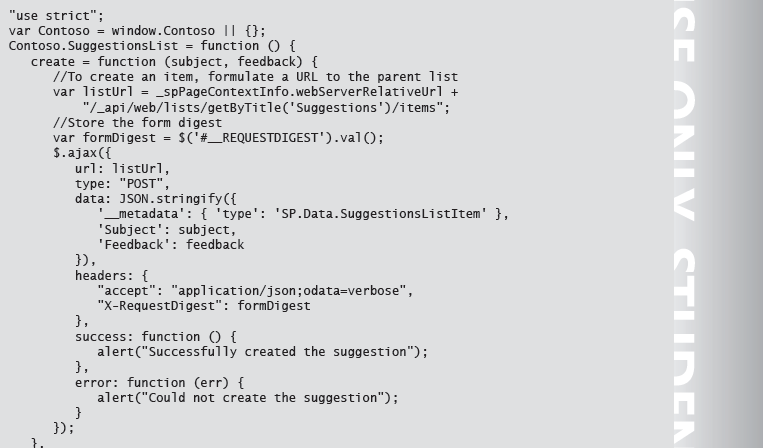 "use strict";
var Contoso = window.Contoso || {};
Contoso.SuggestionsList = function () {
   create = function (subject, feedback) {
      //To create an item, formulate a URL to the parent list
      var listUrl = _spPageContextInfo.webServerRelativeUrl +
          "/_api/web/lists/getByTitle('Suggestions')/items";
      //Store the form digest
      var formDigest = $('#__REQUESTDIGEST').val();
      $.ajax({
         url: listUrl,
         type: "POST",
         data: JSON.stringify({
            '__metadata': { 'type': 'SP.Data.SuggestionsListItem' },
            'Subject': subject,
            'Feedback': feedback
         }),
         headers: {
            "accept": "application/json;odata=verbose",
            "X-RequestDigest": formDigest
         },
         success: function () {
            alert("Successfully created the suggestion");
         },
         error: function (err) {
            alert("Could not create the suggestion");
         }
      });
   },
ONLY